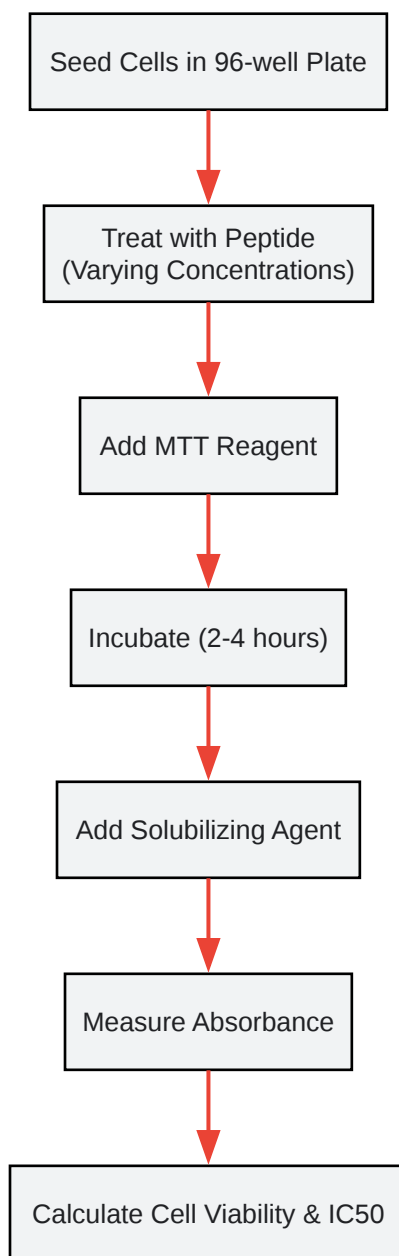 Seed Cells in 96-well Plate
Treat with Peptide
(Varying Concentrations)
Add MTT Reagent
Incubate (2-4 hours)
Add Solubilizing Agent
Measure Absorbance
Calculate Cell Viability & IC50